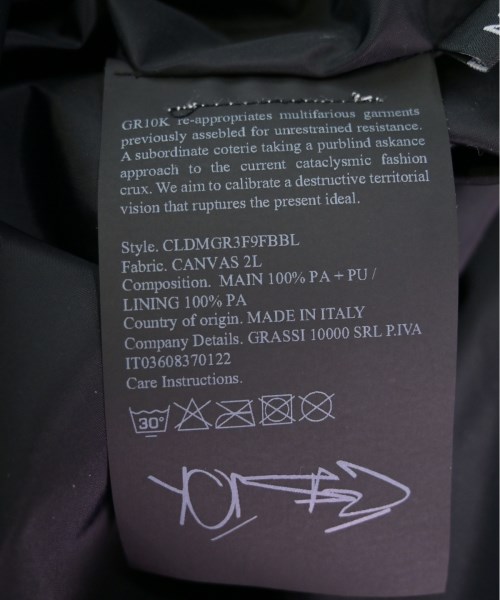 GR10K re-appropriates multifarious garments
previously assebled for unrestrained resistance.
A subordinate coterie taking a purblind askance
approach to the current cataclysmic fashion
crux. We aim to calibrate a destructive territorial
vision that ruptures the present ideal.
Style. CLDMGR3F9FBBL
Fabric. CANVAS 2L
Composition. MAIN 100% PA + PU /
LINING 100% PA
Country of origin. MADE IN ITALY
Company Details. GRASSI 10000 SRL P.IVA
IT03608370122
Care Instructions.
30°